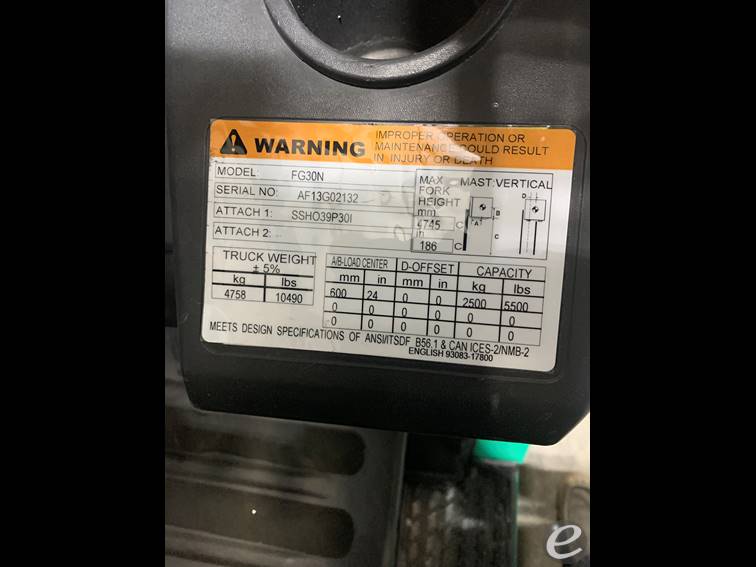 WARNING
IMPROPER OPERATION OR
MAINTENANCE COULD RESULT
IN INJURY OR DEATH
MODEL: FG30N
SERIAL NO: AF13G02132
ATTACH 1: SSHO39P30I
ATTACH 2:
MAX FORK HEIGHT
mm
4745
in
186
C
C
MAST:VERTICAL
A
B
C
D
TRUCK WEIGHT
± 5%
kg lbs
4758 10490
A/B-LOAD CENTER D-OFFSET CAPACITY
mm in mm in kg lbs
600 24 0 0 2500 5500
0 0 0 0 0 0
0 0 0 0 0 0
MEETS DESIGN SPECIFICATIONS OF ANSI/ITSDF B56.1 & CAN ICES-2/NMB-2
ENGLISH 93083-17800
e